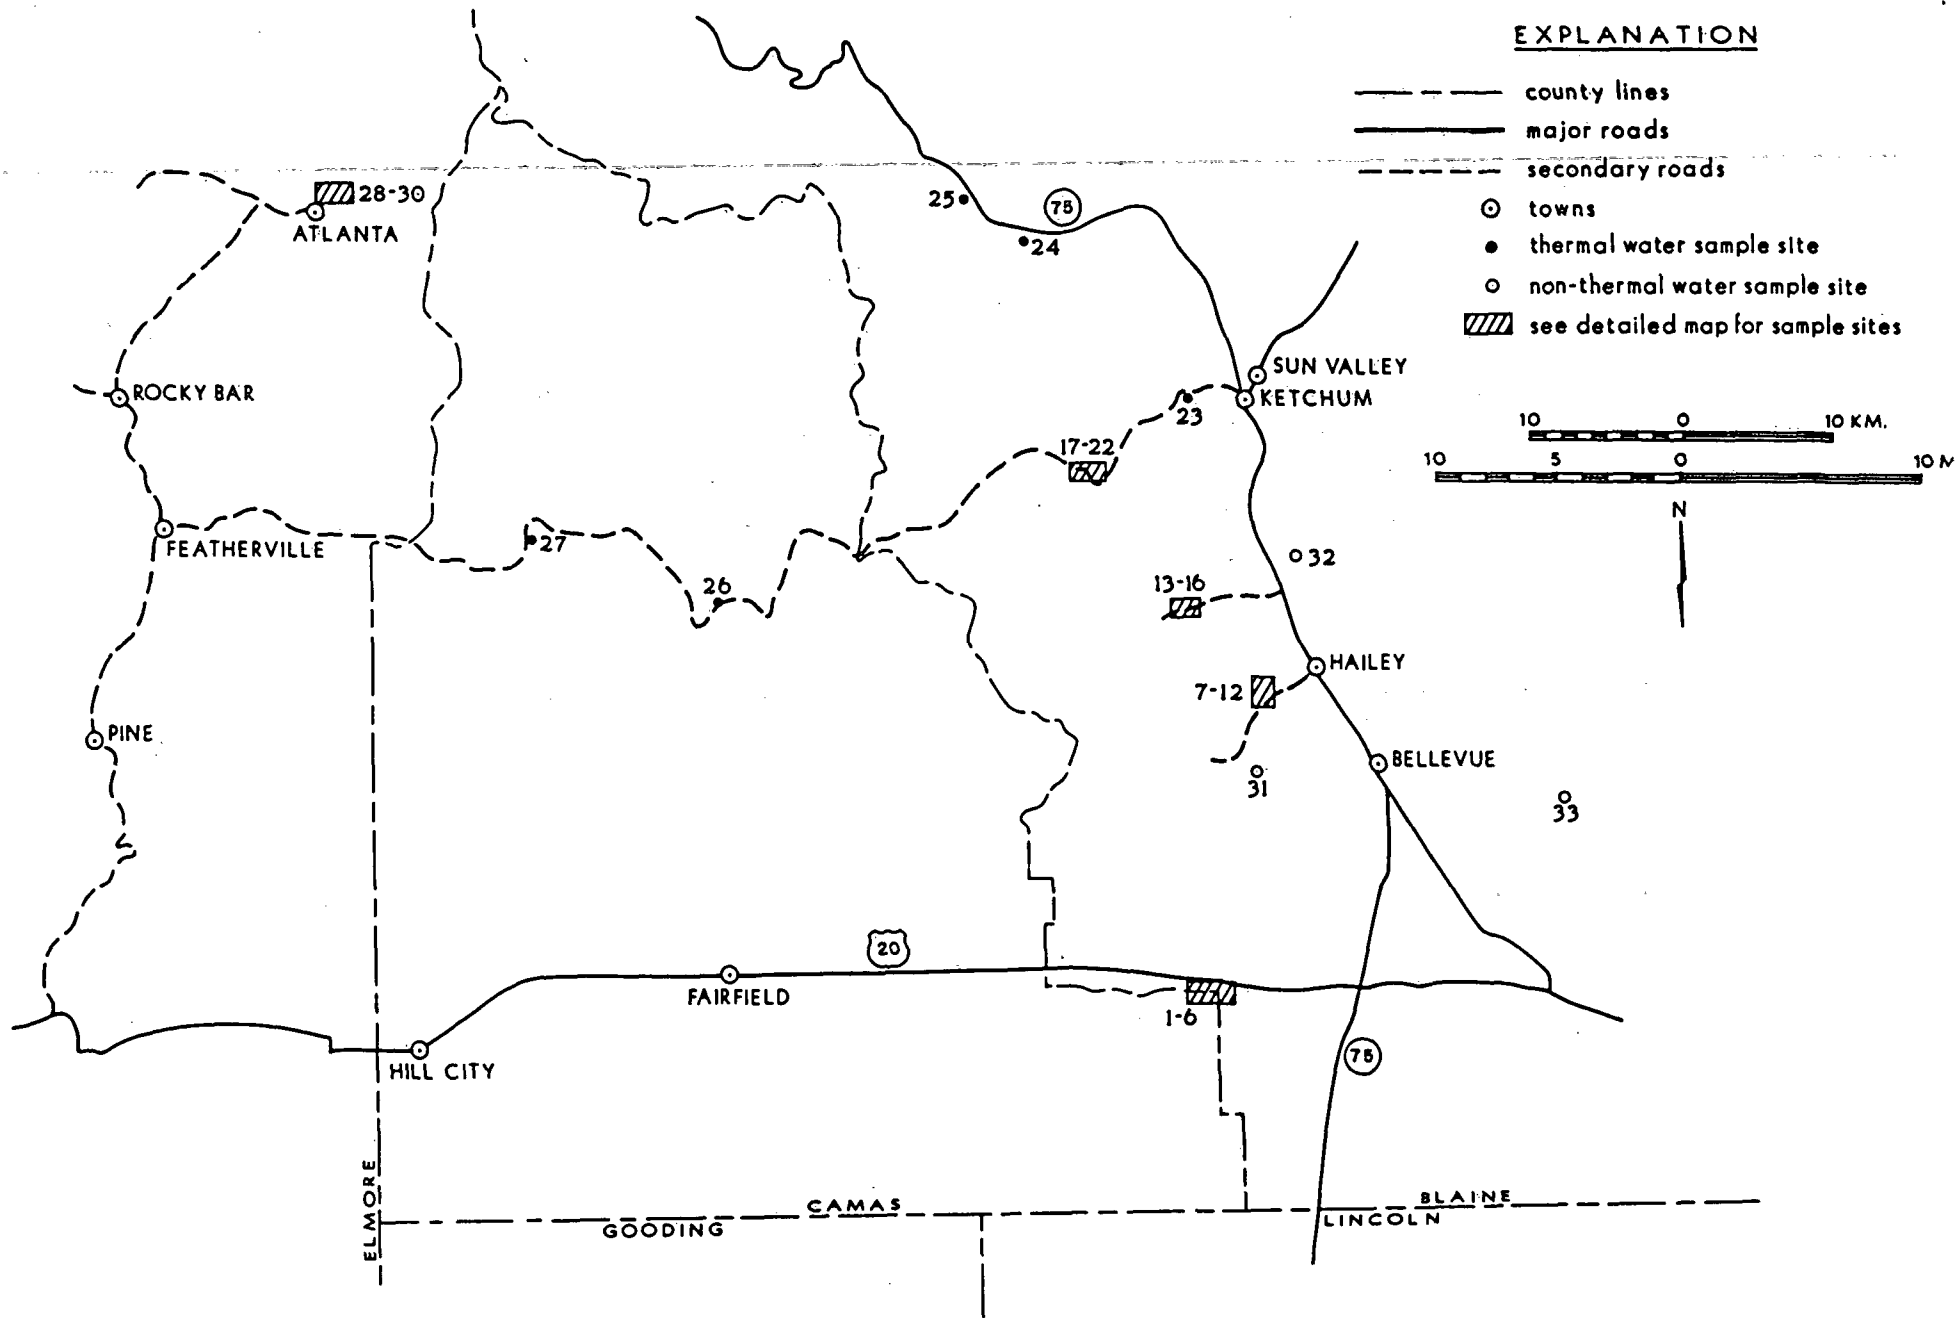 EXPLANATION
county lines
major roads
secondary roads
towns
thermal water sample site
non-thermal water sample site
see detailed map for sample sites
28-30
ATLANTA
25
75
24
ROCKY BAR
SUN VALLEY
KETCHUM
23
17-22
10 0 10 KM.
10 5 0 10 M
N
FEATHERVILLE
27
26
32
13-16
HAILEY
7-12
PINE
BELLEVUE
31
33
20
FAIRFIELD
1-6
HILL CITY
75
ELMORE
CAMAS
GOODING
BLAINE
LINCOLN